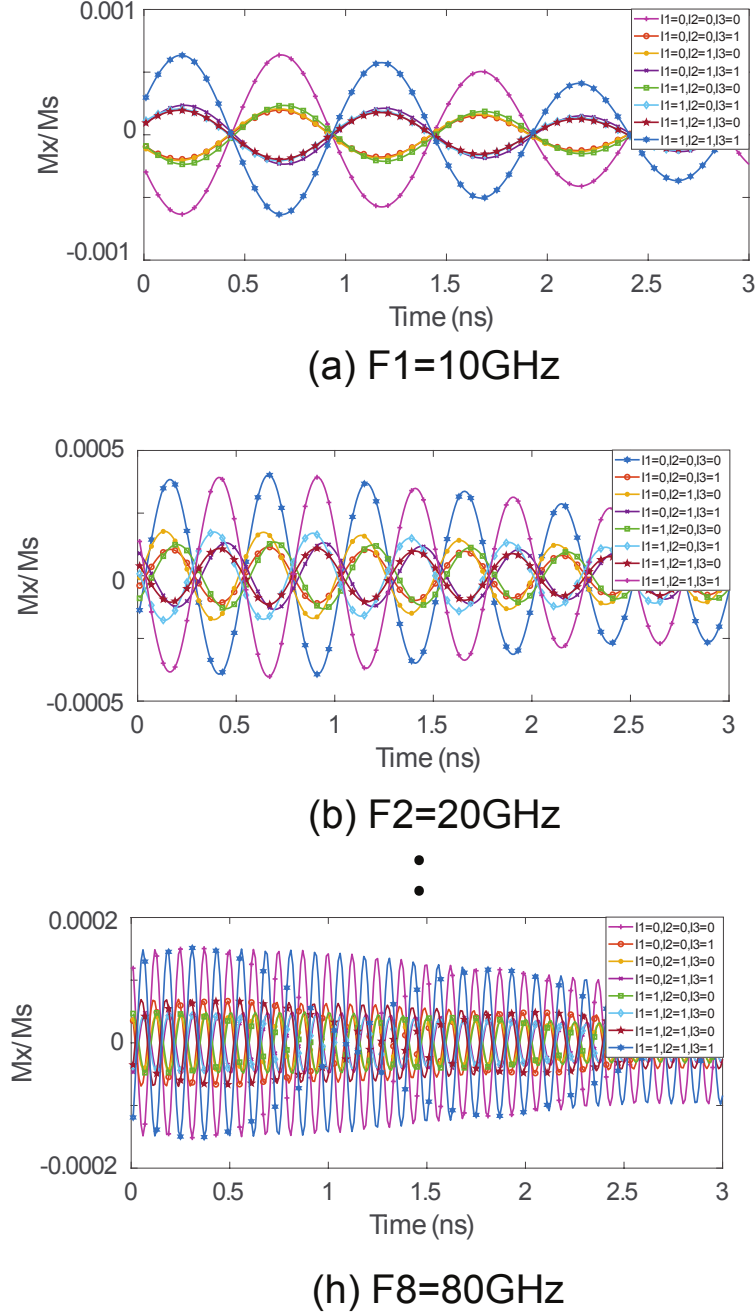 0.001
0
-0.001
Mx/Ms
I1=0,I2=0,I3=0
I1=0,I2=0,I3=1
I1=0,I2=1,I3=0
I1=0,I2=1,I3=1
I1=1,I2=0,I3=0
I1=1,I2=0,I3=1
I1=1,I2=1,I3=0
I1=1,I2=1,I3=1
0 0.5 1 1.5 2 2.5 3
Time (ns)
(a) F1=10GHz
0.0005
0
-0.0005
Mx/Ms
I1=0,I2=0,I3=0
I1=0,I2=0,I3=1
I1=0,I2=1,I3=0
I1=0,I2=1,I3=1
I1=1,I2=0,I3=0
I1=1,I2=0,I3=1
I1=1,I2=1,I3=0
I1=1,I2=1,I3=1
0 0.5 1 1.5 2 2.5 3
Time (ns)
(b) F2=20GHz
0.0002
0
-0.0002
Mx/Ms
I1=0,I2=0,I3=0
I1=0,I2=0,I3=1
I1=0,I2=1,I3=0
I1=0,I2=1,I3=1
I1=1,I2=0,I3=0
I1=1,I2=1,I3=0
I1=1,I2=1,I3=0
I1=1,I2=1,I3=1
0 0.5 1 1.5 2 2.5 3
Time (ns)
(h) F8=80GHz